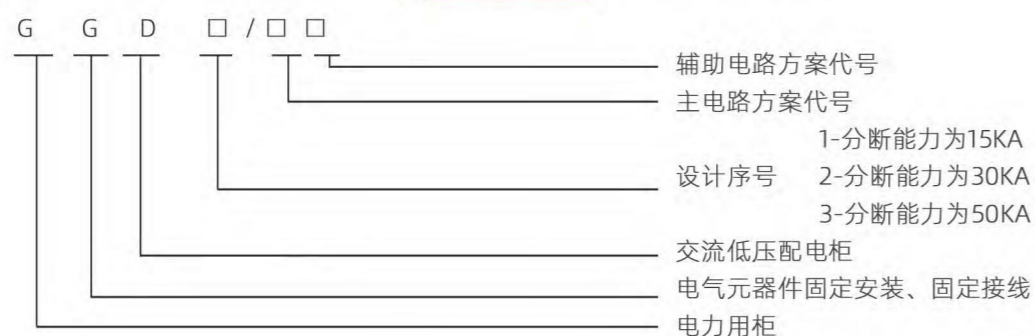 G G D □ / □ □
辅助电路方案代号
主电路方案代号
1-分断能力为15KA
设计序号 2-分断能力为30KA
3-分断能力为50KA
交流低压配电柜
电气元器件固定安装、固定接线
电力用柜